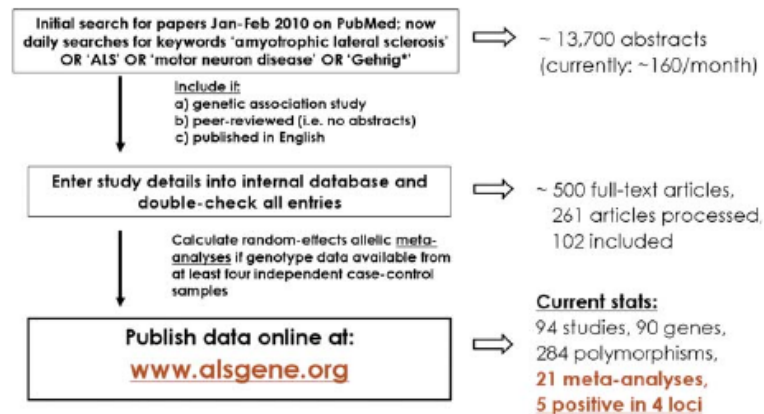 Initial search for papers Jan-Feb 2010 on PubMed; now
daily searches for keywords 'amyotrophic lateral sclerosis'
OR 'ALS' OR 'motor neuron disease' OR 'Gehrig*'
~ 13,700 abstracts
(currently: ~160/month)
Include if:
a) genetic association study
b) peer-reviewed (i.e. no abstracts)
c) published in English
Enter study details into internal database and
double-check all entries
~ 500 full-text articles,
261 articles processed,
102 included
Calculate random-effects allelic meta-
analyses if genotype data available from
at least four independent case-control
samples
Publish data online at:
www.alsgene.org
Current stats:
94 studies, 90 genes,
284 polymorphisms,
21 meta-analyses,
5 positive in 4 loci